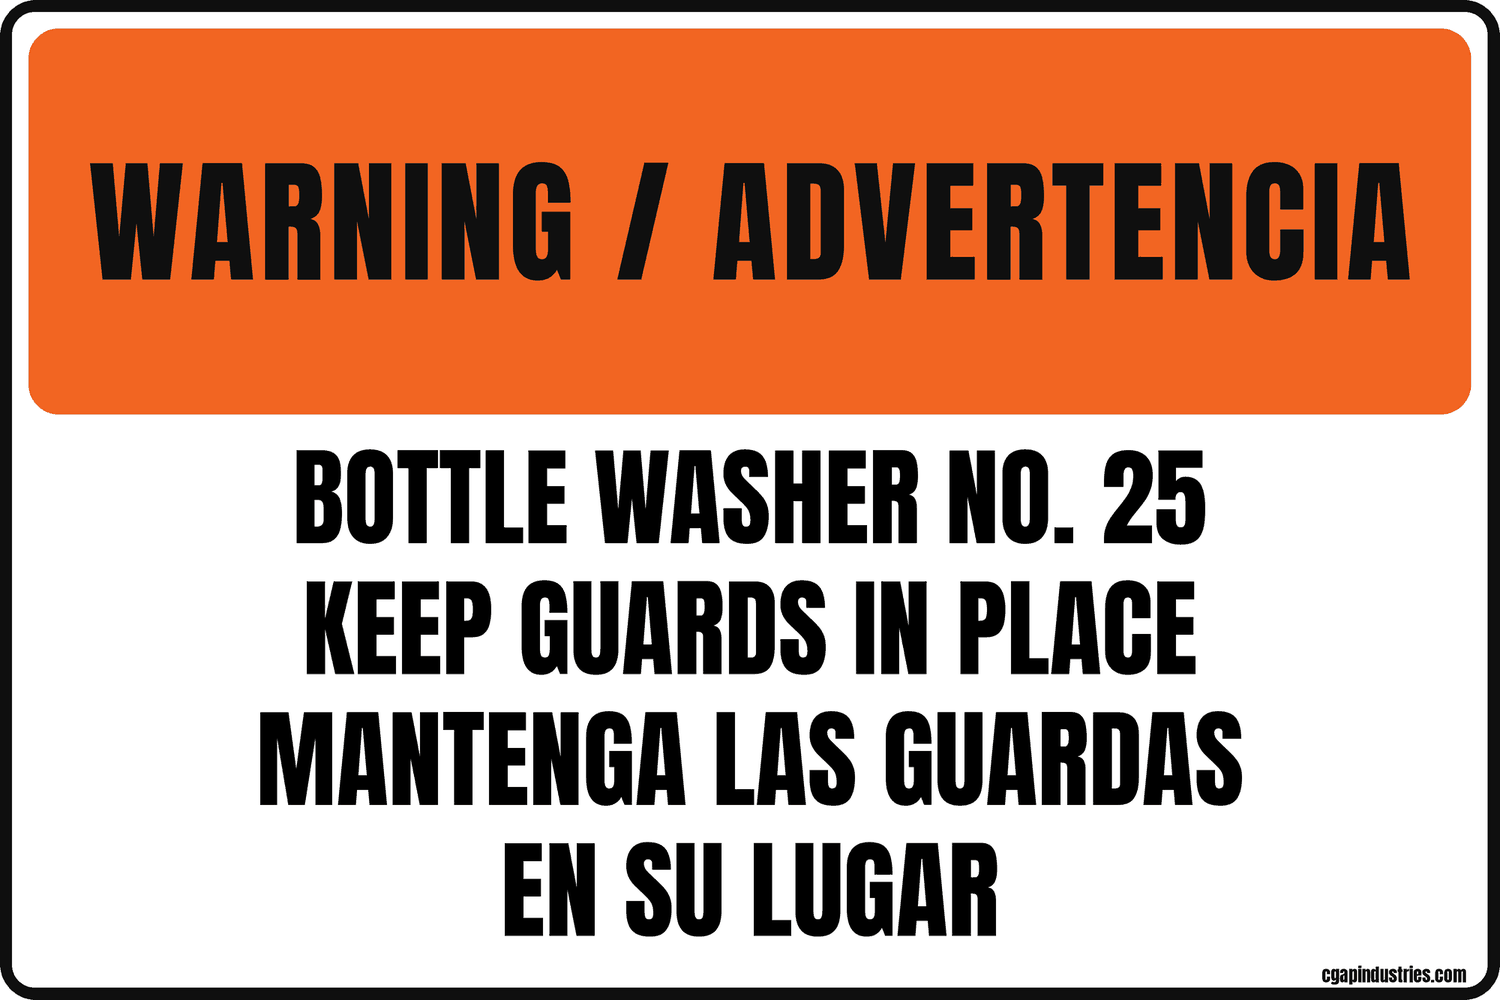 WARNING / ADVERTENCIA
BOTTLE WASHER NO. 25
KEEP GUARDS IN PLACE
MANTENGA LAS GUARDAS
EN SU LUGAR
cgapindustries.com